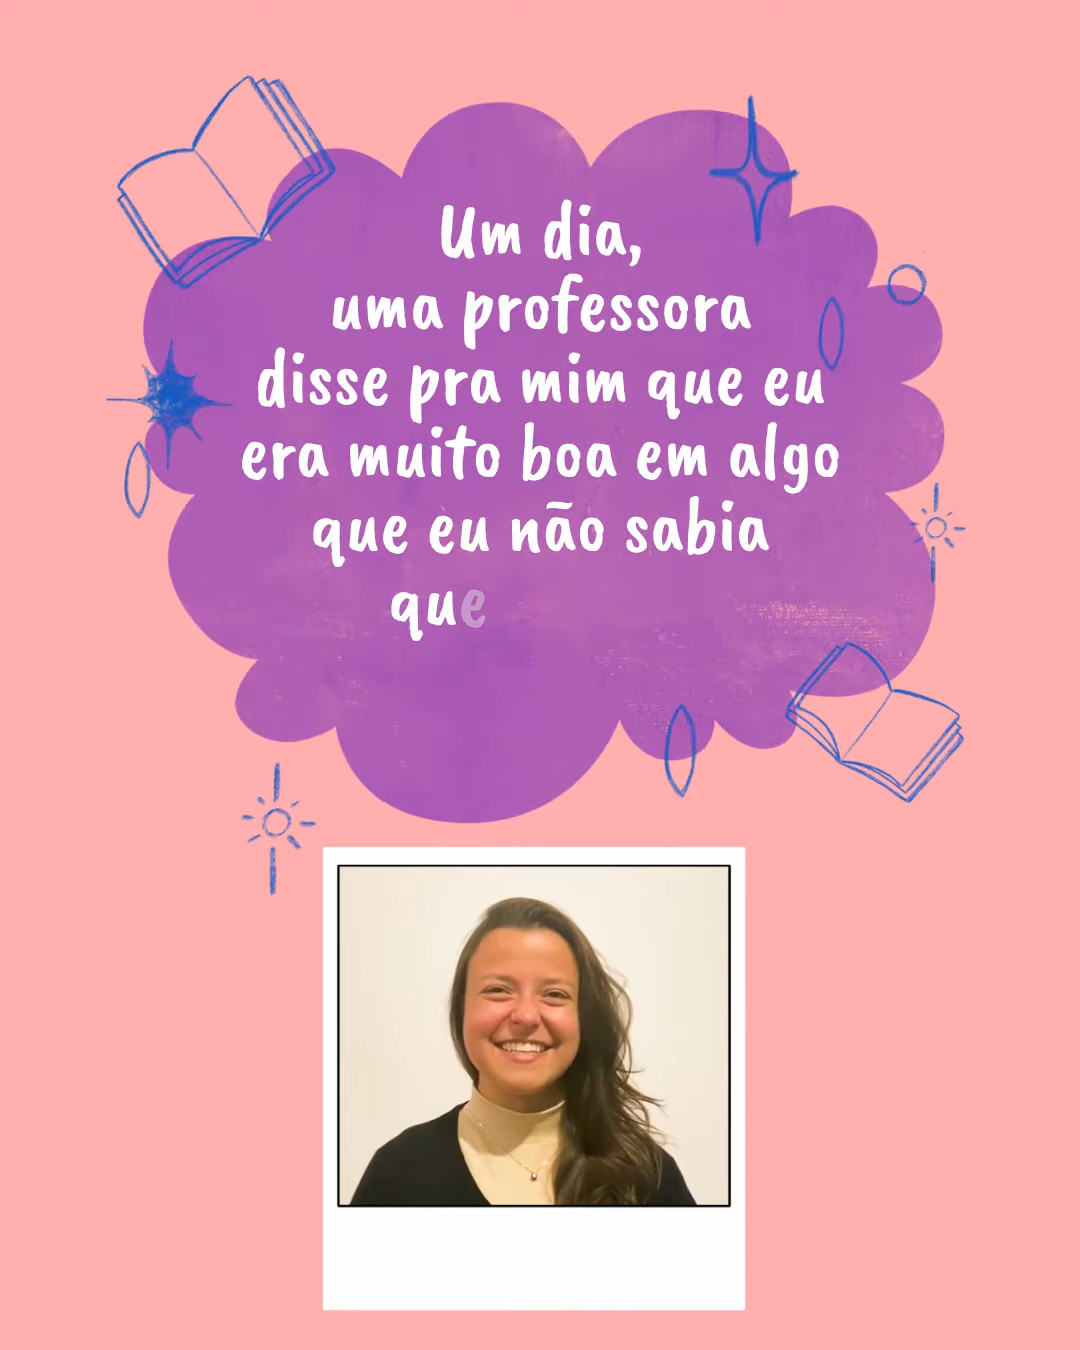 Um dia,
uma professora
disse pra mim que eu
era muito boa em algo
que eu não sabia
que